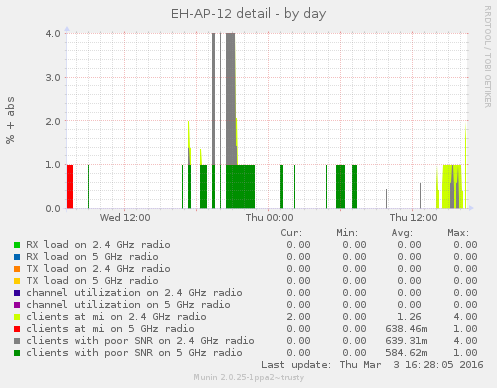 EH-AP-12 detail - by day
RRDTOOL / TOBI OETIKER
% + abs
4.0
3.0
2.0
1.0
0.0
Wed 12:00 Thu 00:00 Thu 12:00
Cur: Min: Avg: Max:
RX load on 2.4 GHz radio 0.00 0.00 0.00 0.00
RX load on 5 GHz radio 0.00 0.00 0.00 0.00
TX load on 2.4 GHz radio 0.00 0.00 0.00 0.00
TX load on 5 GHz radio 0.00 0.00 0.00 0.00
channel utilization on 2.4 GHz radio 0.00 0.00 0.00 0.00
channel utilization on 5 GHz radio 0.00 0.00 0.00 0.00
clients at mi on 2.4 GHz radio 2.00 0.00 1.26 4.00
clients at mi on 5 GHz radio 0.00 0.00 638.46m 1.00
clients with poor SNR on 2.4 GHz radio 0.00 0.00 639.31m 4.00
clients with poor SNR on 5 GHz radio 0.00 0.00 584.62m 1.00
Last update: Thu Mar 3 16:28:05 2016
Munin 2.0.25-1ppa2~trusty